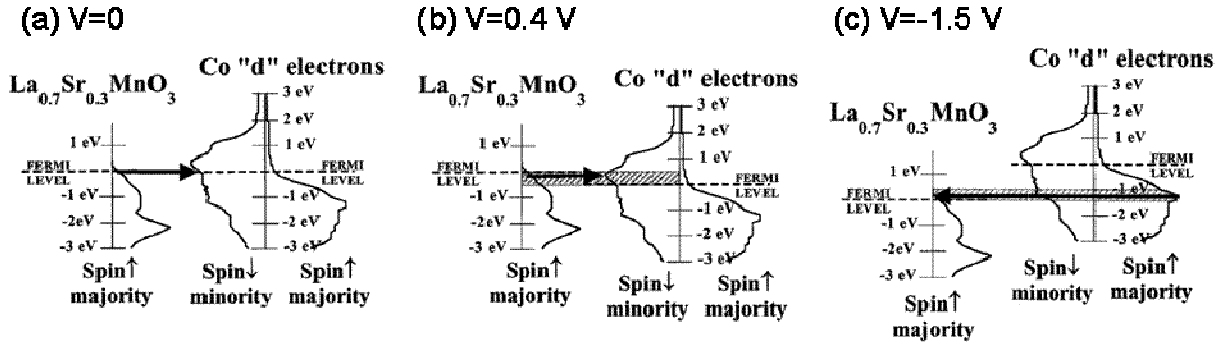 (a) V=0
La0.7Sr0.3MnO3
Co "d" electrons
1 eV
FERMI
LEVEL
-1 eV
-2eV
-3 eV
3 eV
2 eV
1 eV
FERMI
LEVEL
-1 eV
-2 eV
-3 eV
Spin↑
majority
Spin↓
minority
Spin↑
majority
(b) V=0.4 V
La0.7Sr0.3MnO3
Co "d" electrons
1 eV
FERMI
LEVEL
-1 eV
-2 eV
-3 eV
3 eV
2 eV
1 eV
FERMI
LEVEL
-1 eV
-2 eV
-3 eV
Spin↑
majority
Spin↓
minority
Spin↑
majority
(c) V=-1.5 V
La0.7Sr0.3MnO3
Co "d" electrons
1 eV
FERMI
LEVEL
-1 eV
-2eV
-3 eV
3 eV
2 eV
1 eV
FERMI
LEVEL
-1 eV
-2 eV
-3 eV
Spin↑
majority
Spin↓
minority
Spin↑
majority